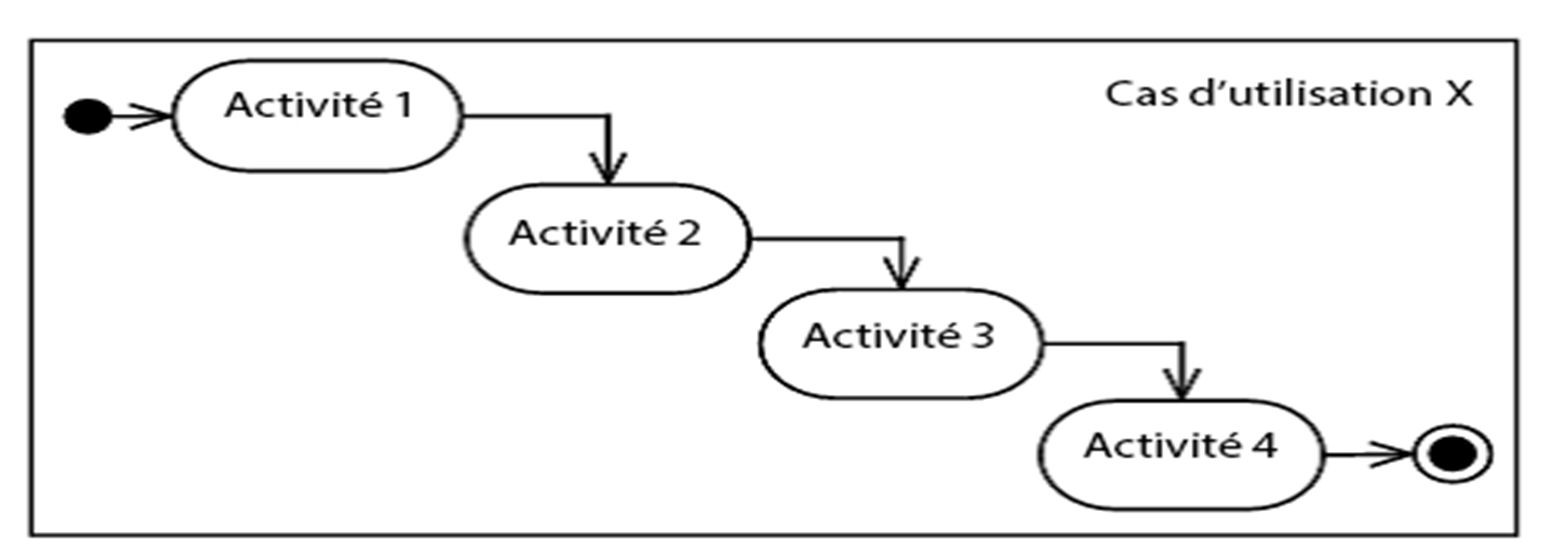 Cas d’utilisation X
Activité 1
Activité 2
Activité 3
Activité 4